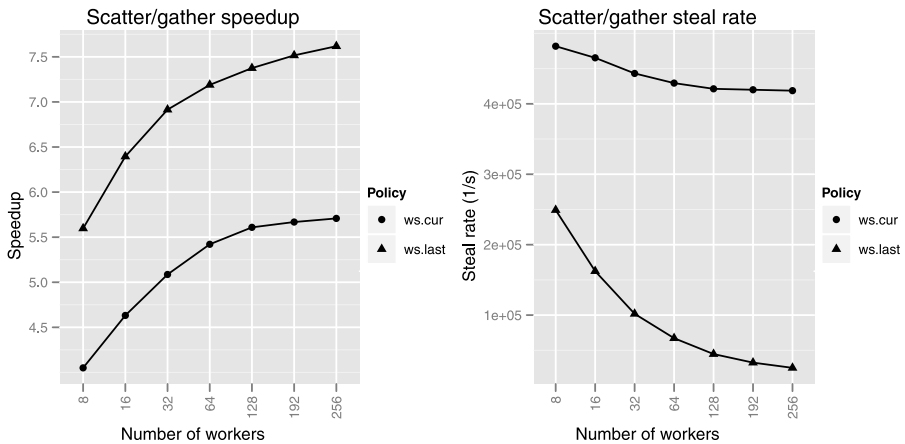 Scatter/gather speedup
7.5
7.0
6.5
6.0
5.5
5.0
4.5
Speedup
8
16
32
64
128
192
256
Number of workers
Policy
ws.cur
ws.last
Scatter/gather steal rate
4e+05
3e+05
2e+05
1e+05
Steal rate (1/s)
8
16
32
64
128
192
256
Number of workers
Policy
ws.cur
ws.last